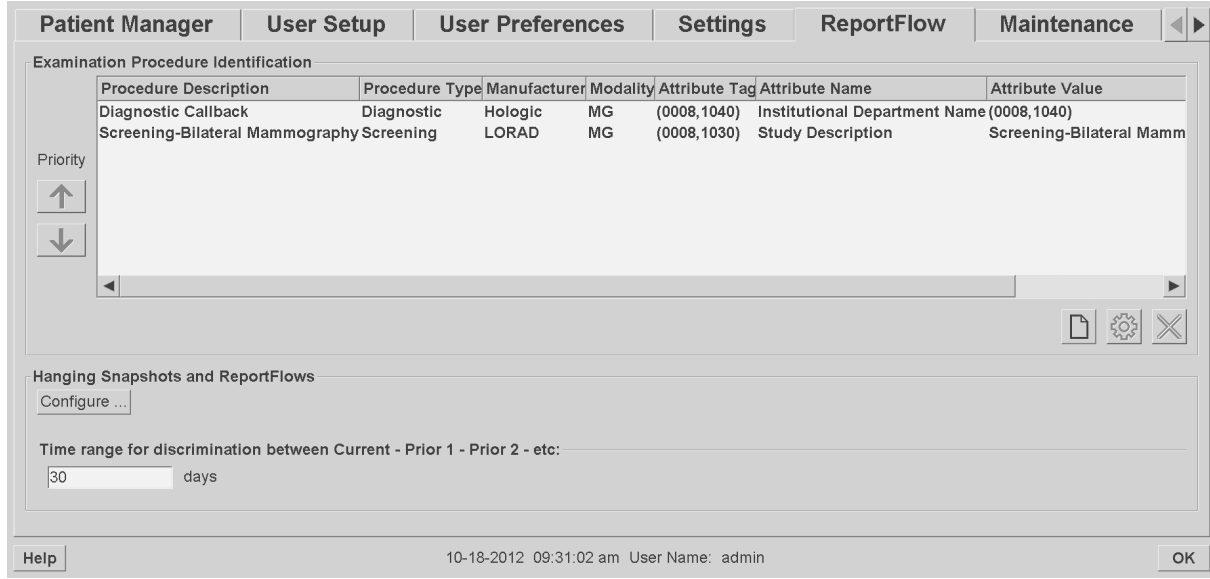 Patient Manager User Setup User Preferences Settings ReportFlow Maintenance
Examination Procedure Identification
Procedure Description Procedure Type Manufacturer Modality Attribute Tag Attribute Name Attribute Value
Diagnostic Callback Diagnostic Hologic MG (0008,1040) Institutional Department Name (0008,1040)
Screening-Bilateral Mammography Screening LORAD MG (0008,1030) Study Description Screening-Bilateral Mamm
Priority
Hanging Snapshots and ReportFlows
Configure ...
Time range for discrimination between Current - Prior 1 - Prior 2 - etc:
30 days
Help 10-18-2012 09:31:02 am User Name: admin OK